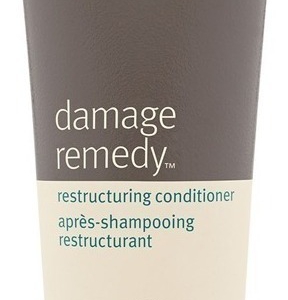 damage
remedy™
restructuring conditioner
après-shampooing
restructurant